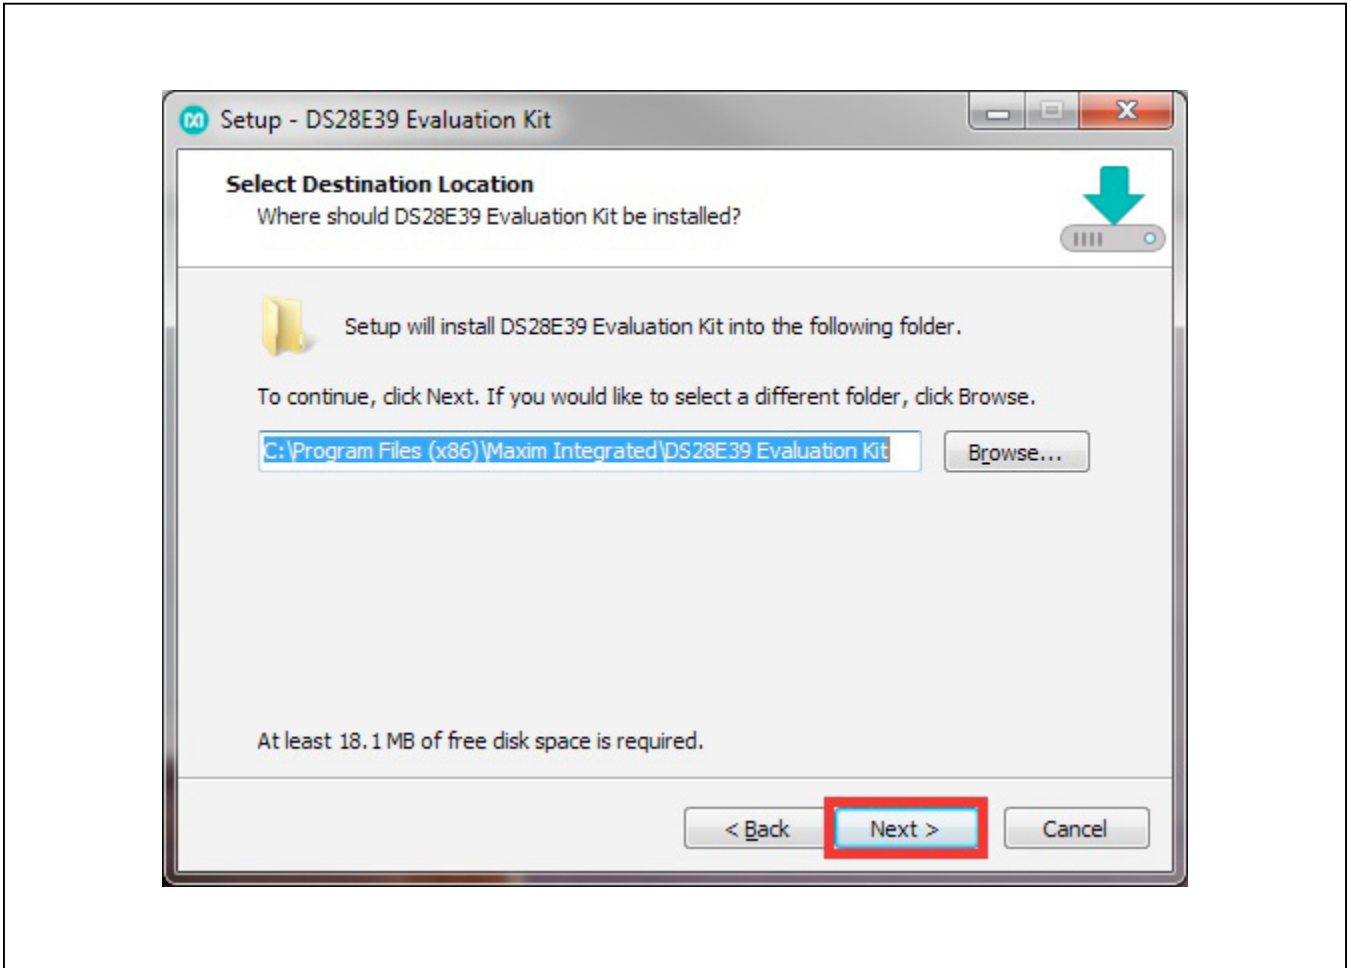 Setup - DS28E39 Evaluation Kit
Select Destination Location
Where should DS28E39 Evaluation Kit be installed?
Setup will install DS28E39 Evaluation Kit into the following folder.
To continue, click Next. If you would like to select a different folder, click Browse.
C:\Program Files (x86)\Maxim Integrated\DS28E39 Evaluation Kit
Browse...
At least 18.1 MB of free disk space is required.
< Back
Next >
Cancel